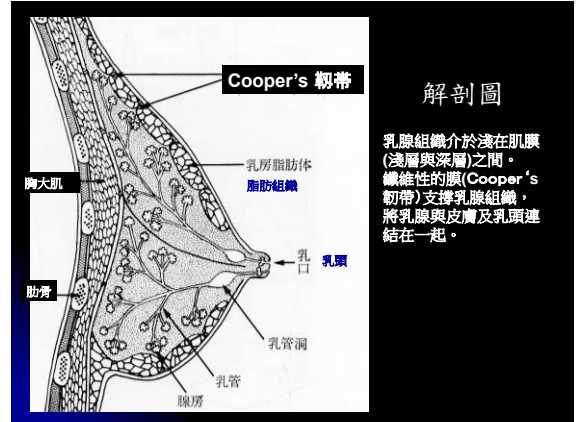 Cooper's 靱帯
解剖圖
乳腺組織介於淺在肌膜
(淺層與深層)之間。
纖維性的膜(Cooper‘s
韌帶)支撐乳腺組織，
將乳腺與皮膚及乳頭連
結在一起。
乳房脂肪体
脂肪組織
胸大肌
乳口
乳頭
肋骨
乳管洞
乳管
腺房